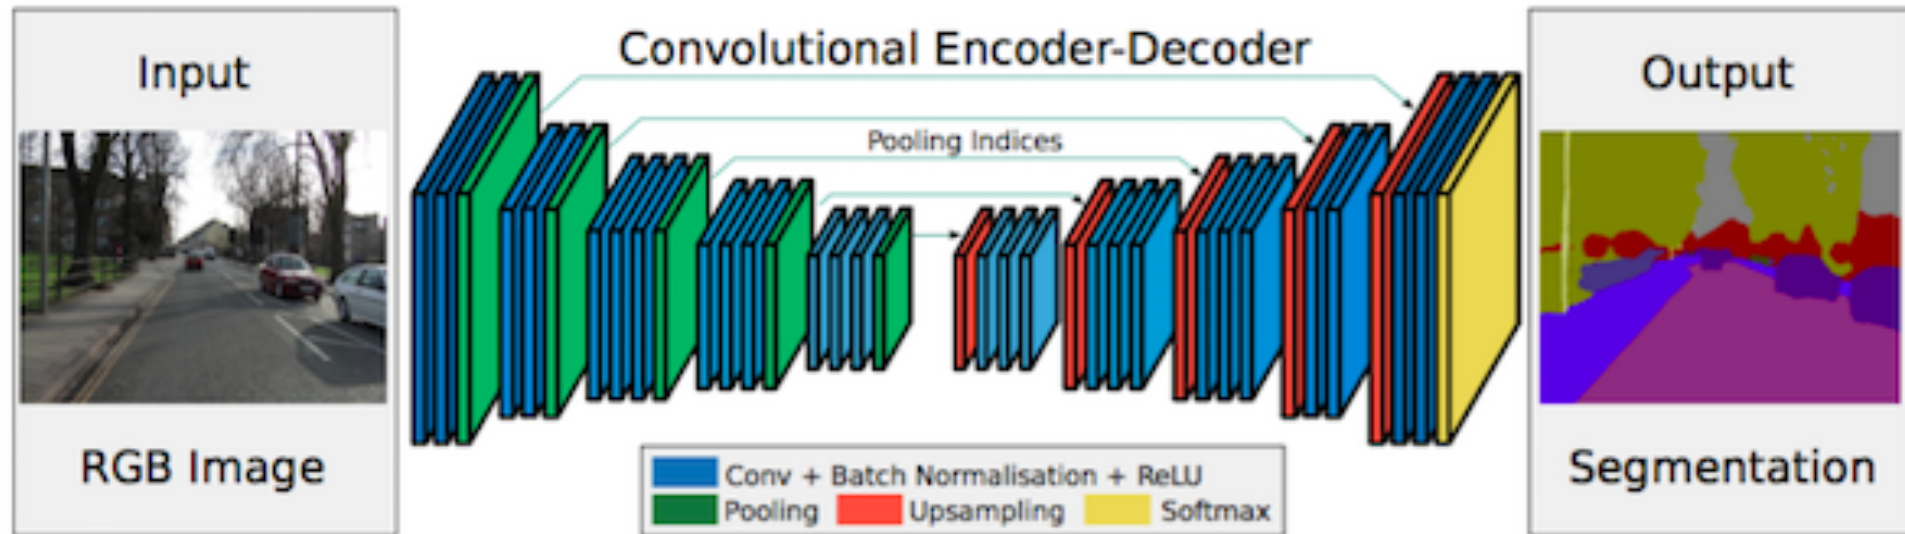 Input
RGB Image
Convolutional Encoder-Decoder
Pooling Indices
Conv + Batch Normalisation + ReLU
Pooling Upsampling Softmax
Output
Segmentation